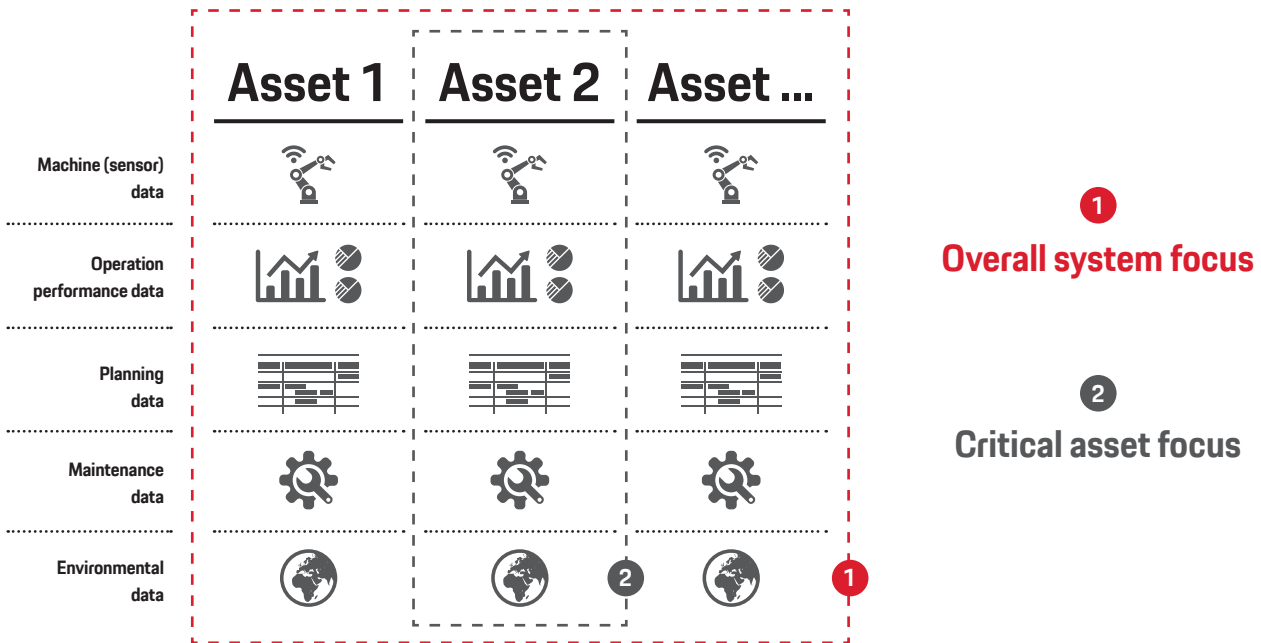 Asset 1
Asset 2
Asset ...
Machine (sensor)
data
Operation
performance data
Planning
data
Maintenance
data
Environmental
data
2
1
1
Overall system focus
2
Critical asset focus